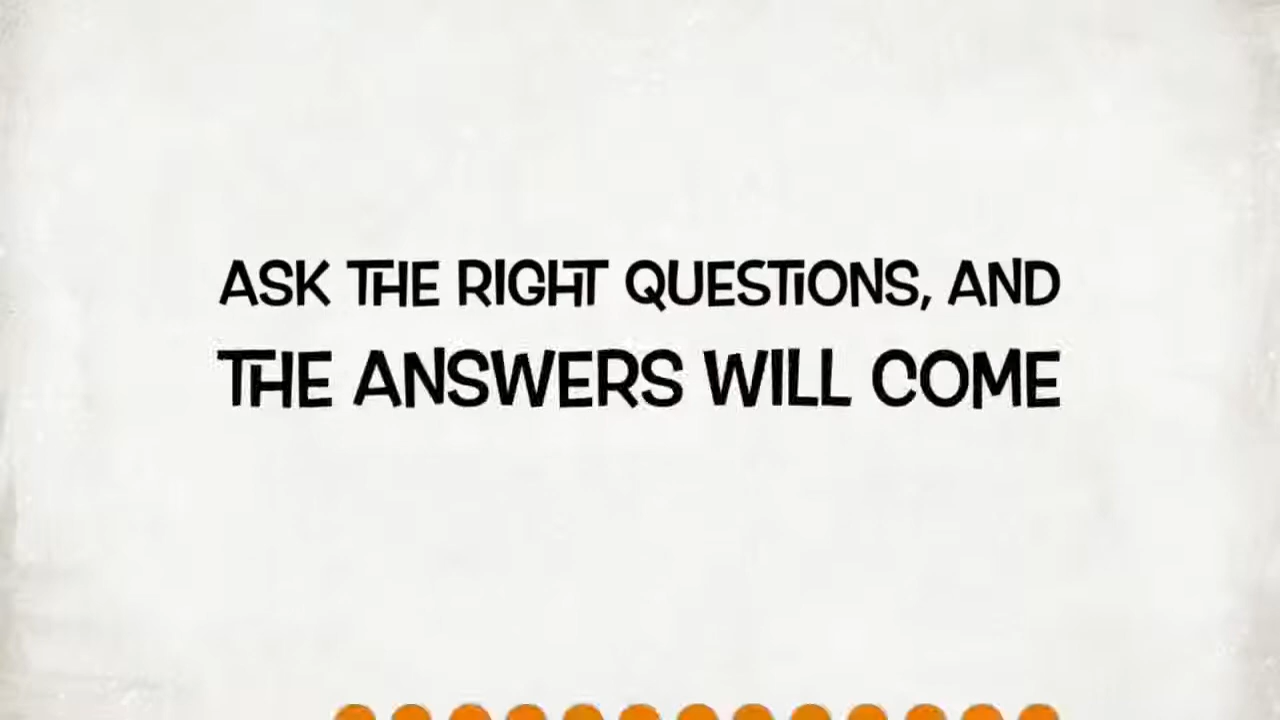 ASK THE RIGHT QUESTIONS, AND
THE ANSWERS WILL COME